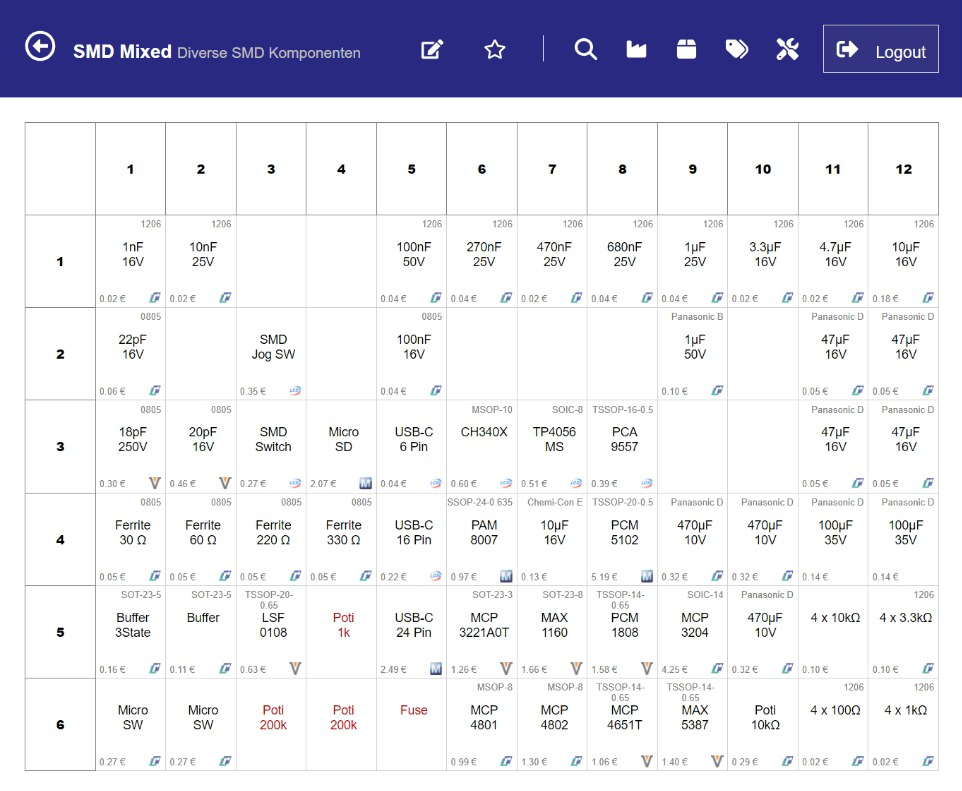 SMD Mixed Diverse SMD Komponenten Logout
1 2 3 4 5 6 7 8 9 10 11 12
1206 1206 1206 1206 1206 1206 1206 1206 1206 1206
1nF 10nF 100nF 270nF 470nF 680nF 1µF 3.3µF 4.7µF 10µF
1 16V 25V 50V 25V 25V 25V 25V 16V 16V 16V
0.02 € 0.02 € 0.04 € 0.04 € 0.02 € 0.04 € 0.04 € 0.02 € 0.02 € 0.18 €
0805 0805 Panasonic B Panasonic D Panasonic D
22pF SMD 100nF 1µF 47µF 47µF
2 16V Jog SW 16V 50V 16V 16V
0.06 € 0.35 € 0.04 € 0.10 € 0.05 € 0.05 €
0805 0805 MSOP-10 SOIC-8 TSSOP-16-0.5 Panasonic D Panasonic D
18pF 20pF SMD Micro USB-C CH340X TP4056 PCA 47µF 47µF
3 250V 16V Switch SD 6 Pin MS 9557 16V 16V
0.30 € 0.46 € 0.27 € 2.07 € 0.04 € 0.60 € 0.51 € 0.39 € 0.05 € 0.05 €
0805 0805 0805 0805 SSOP-24-0.635 Chemi-Con E TSSOP-20-0.5 Panasonic D Panasonic D Panasonic D Panasonic D
Ferrite Ferrite Ferrite Ferrite USB-C PAM 10µF PCM 470µF 470µF 100µF 100µF
4 30 Ω 60 Ω 220 Ω 330 Ω 16 Pin 8007 16V 5102 10V 10V 35V 35V
0.05 € 0.05 € 0.05 € 0.05 € 0.22 € 0.97 € 0.13 € 5.19 € 0.32 € 0.32 € 0.14 € 0.14 €
SOT-23-5 SOT-23-5 TSSOP-20-0.65 SOT-23-3 SOT-23-8 TSSOP-14-0.65 SOIC-14 Panasonic D 1206
Buffer Buffer LSF Poti USB-C MCP MAX PCM MCP 470µF 4 x 10kΩ 4 x 3.3kΩ
5 3State 0108 1k 24 Pin 3221A0T 1160 1808 3204 10V
0.16 € 0.11 € 0.63 € 2.49 € 1.26 € 1.66 € 1.58 € 4.25 € 0.32 € 0.10 € 0.10 €
MSOP-8 MSOP-8 TSSOP-14-0.65 TSSOP-14-0.65 1206 1206
Micro Micro Poti Poti Fuse MCP MCP MCP MAX Poti 4 x 100Ω 4 x 1kΩ
6 SW SW 200k 200k 4801 4802 4651T 5387 10kΩ
0.27 € 0.27 € 0.99 € 1.30 € 1.06 € 1.40 € 0.29 € 0.02 € 0.02 €